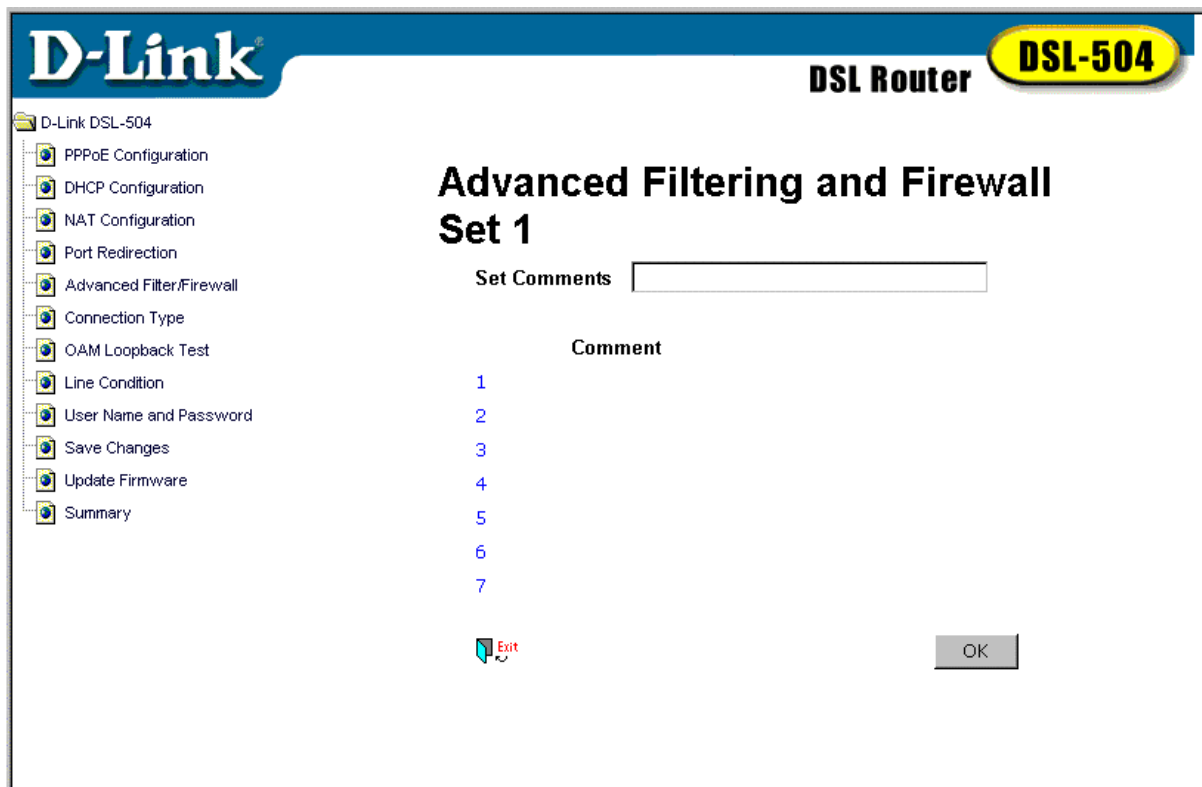 D-Link®
DSL Router
DSL-504
D-Link DSL-504
PPPoE Configuration
DHCP Configuration
NAT Configuration
Port Redirection
Advanced Filter/Firewall
Connection Type
OAM Loopback Test
Line Condition
User Name and Password
Save Changes
Update Firmware
Summary
Advanced Filtering and Firewall
Set 1
Set Comments
Comment
1
2
3
4
5
6
7
Exit
OK